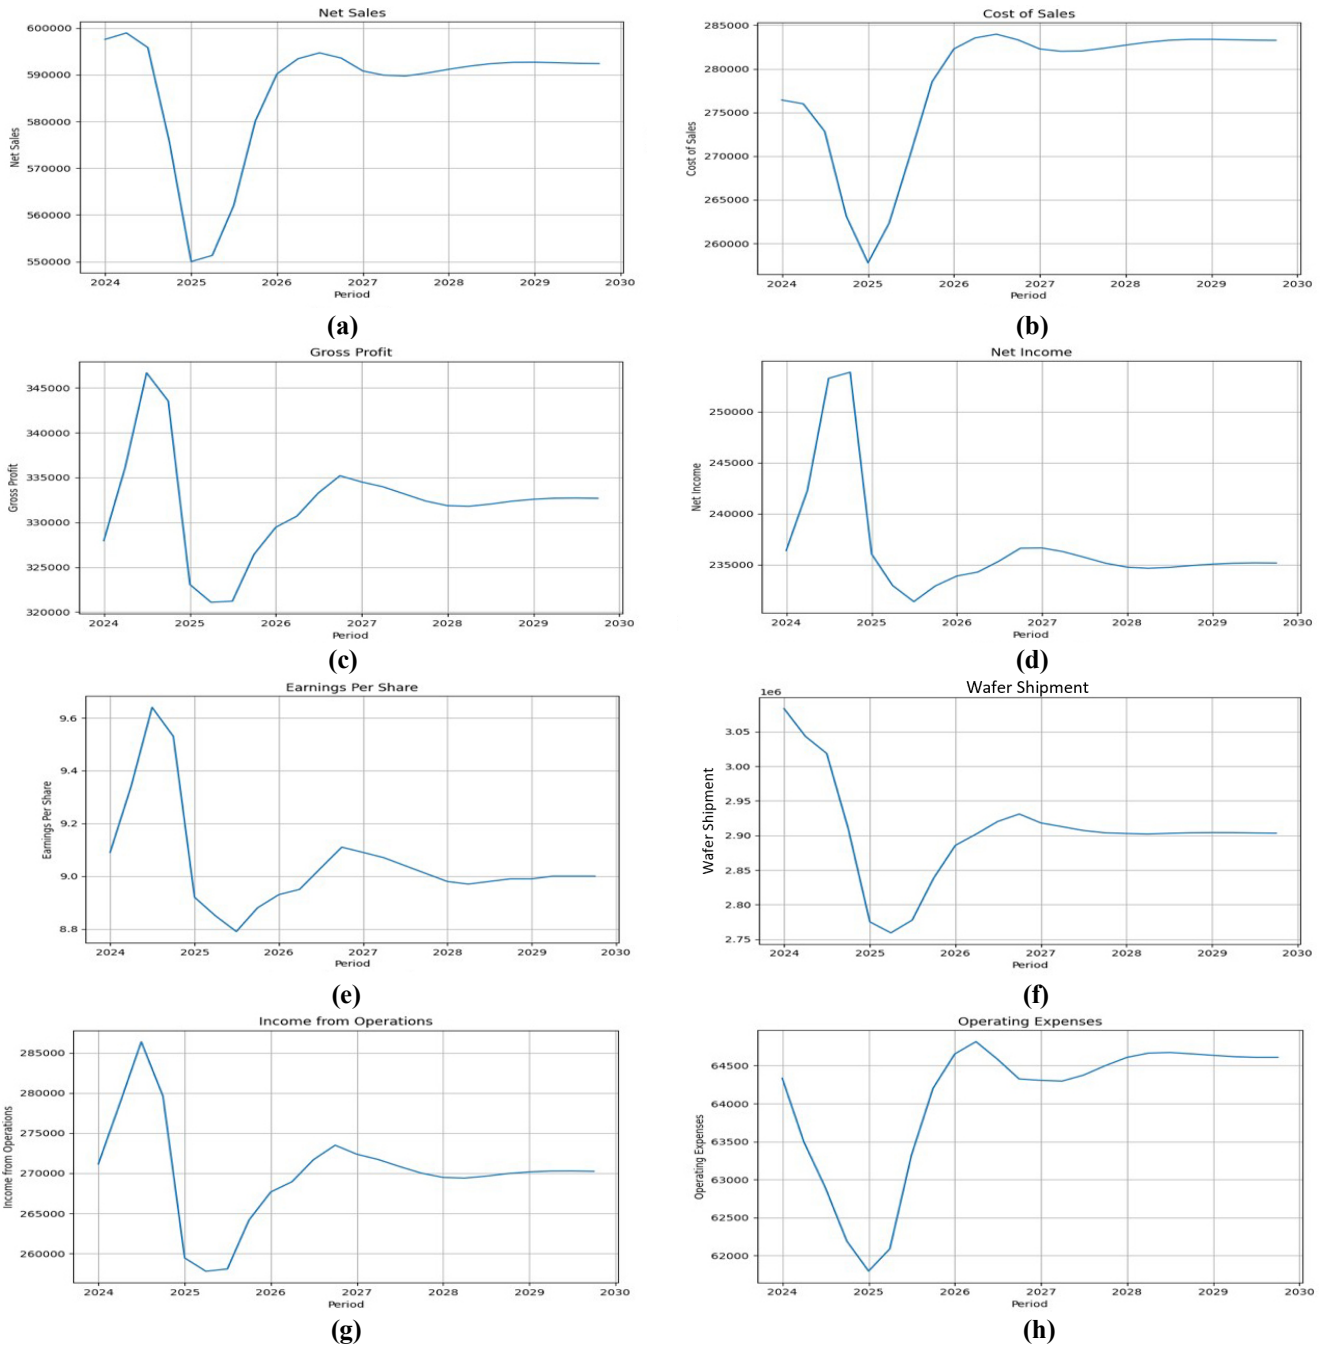 Net Sales
600000
590000
580000
570000
560000
550000
Net Sales
2024 2025 2026 2027 2028 2029 2030
Period
(a)
Cost of Sales
285000
280000
275000
270000
265000
260000
Cost of Sales
2024 2025 2026 2027 2028 2029 2030
Period
(b)
Gross Profit
345000
340000
335000
330000
325000
320000
Gross Profit
2024 2025 2026 2027 2028 2029 2030
Period
(c)
Net Income
250000
245000
240000
235000
Net Income
2024 2025 2026 2027 2028 2029 2030
Period
(d)
Earnings Per Share
9.6
9.4
9.2
9.0
8.8
Earnings Per Share
2024 2025 2026 2027 2028 2029 2030
Period
(e)
Wafer Shipment
1e6
3.05
3.00
2.95
2.90
2.85
2.80
2.75
Wafer Shipment
2024 2025 2026 2027 2028 2029 2030
Period
(f)
Income from Operations
285000
280000
275000
270000
265000
260000
Income from Operations
2024 2025 2026 2027 2028 2029 2030
Period
(g)
Operating Expenses
64500
64000
63500
63000
62500
62000
Operating Expenses
2024 2025 2026 2027 2028 2029 2030
Period
(h)